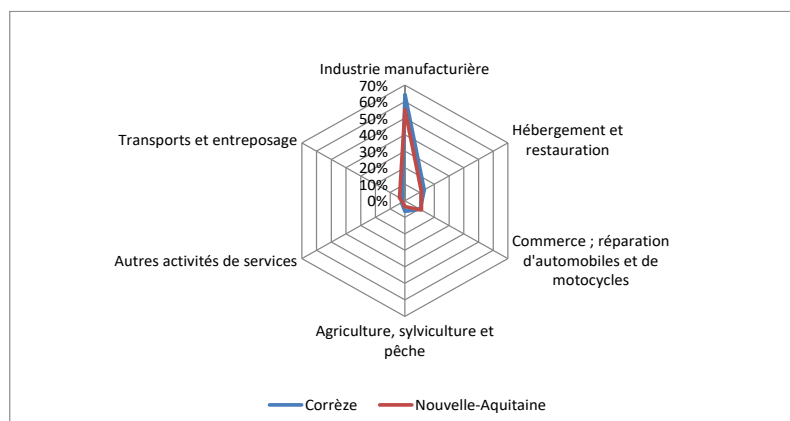 Industrie manufacturière
70%
60%
50%
40%
30%
20%
10%
0%
Hébergement et
restauration
Commerce ; réparation
d'automobiles et de
motocycles
Agriculture, sylviculture et
pêche
Autres activités de services
Transports et entreposage
Corrèze
Nouvelle-Aquitaine